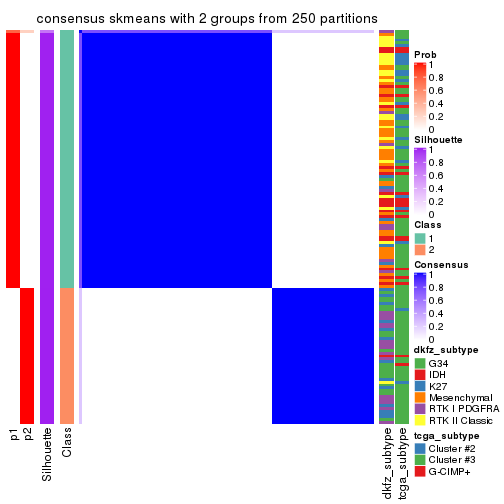 consensus skmeans with 2 groups from 250 partitions
Prob
1
0.8
0.6
0.4
0.2
0
Silhouette
1
0.8
0.6
0.4
0.2
0
Class
1
2
Consensus
1
0.8
0.6
0.4
0.2
0
dkfz_subtype
G34
IDH
K27
Mesenchymal
RTK I PDGFRA
RTK II Classic
tcga_subtype
Cluster #2
Cluster #3
G-CIMP+
p1
p2
Silhouette
Class
dkfz_subtype
tcga_subtype